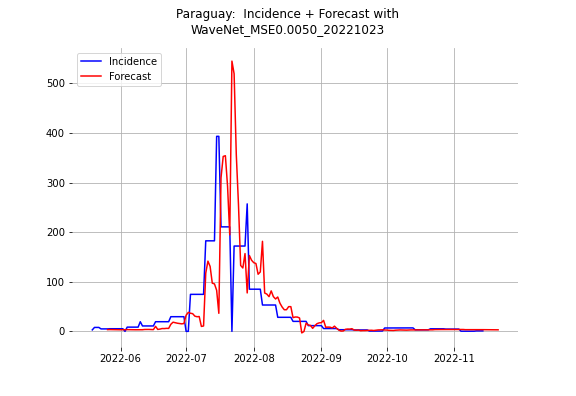 Paraguay:  Incidence + Forecast with
WaveNet_MSE0.0050_20221023
Incidence
Forecast
500
400
300
200
100
0
2022-06 2022-07 2022-08 2022-09 2022-10 2022-11